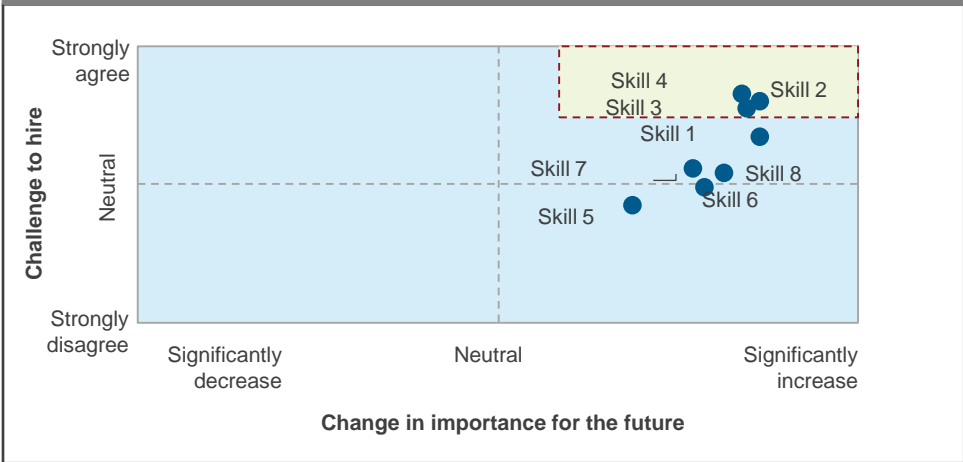 Strongly
agree
Challenge to hire
Neutral
Strongly
disagree
Skill 4
Skill 2
Skill 3
Skill 1
Skill 7
Skill 8
Skill 6
Skill 5
Significantly
decrease
Neutral
Significantly
increase
Change in importance for the future